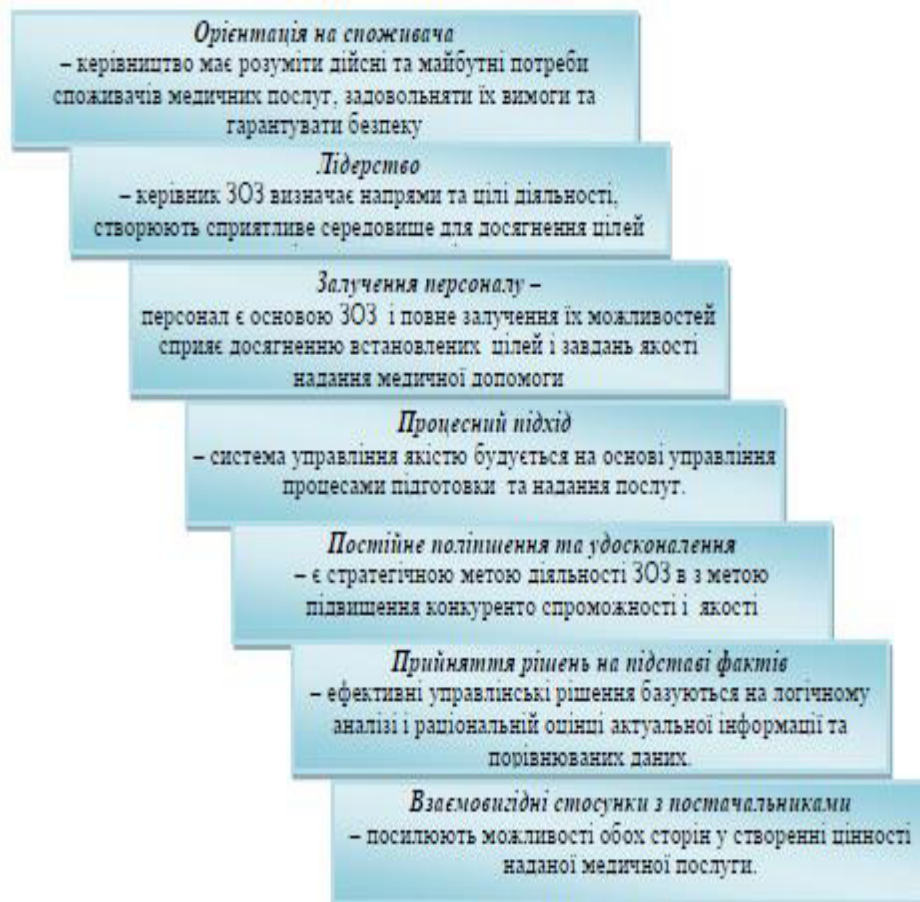 Орієнтація на споживача
– керівництво має розуміти дійсні та майбутні потреби
споживачів медичних послуг, задовольняти їх вимоги та
гарантувати безпеку
Лідерство
– керівник ЗОЗ визначає напрями та цілі діяльності,
створюють сприятливе середовище для досягнення цілей
Залучення персоналу –
персонал є основою ЗОЗ і повне залучення їх можливостей
сприяє досягненню встановлених цілей і завдань якості
надання медичної допомоги
Процесний підхід
– система управління якістю будується на основі управління
процесами підготовки та надання послуг.
Постійне поліпшення та удосконалення
– є стратегічною метою діяльності ЗОЗ в з метою
підвищення конкуренто спроможності і якості
Прийняття рішень на підставі фактів
– ефективні управлінські рішення базуються на логічному
аналізі і раціональній оцінці актуальної інформації та
порівнюваних даних.
Взаємовигідні стосунки з постачальниками
– посилюють можливості обох сторін у створенні цінності
наданої медичної послуги.